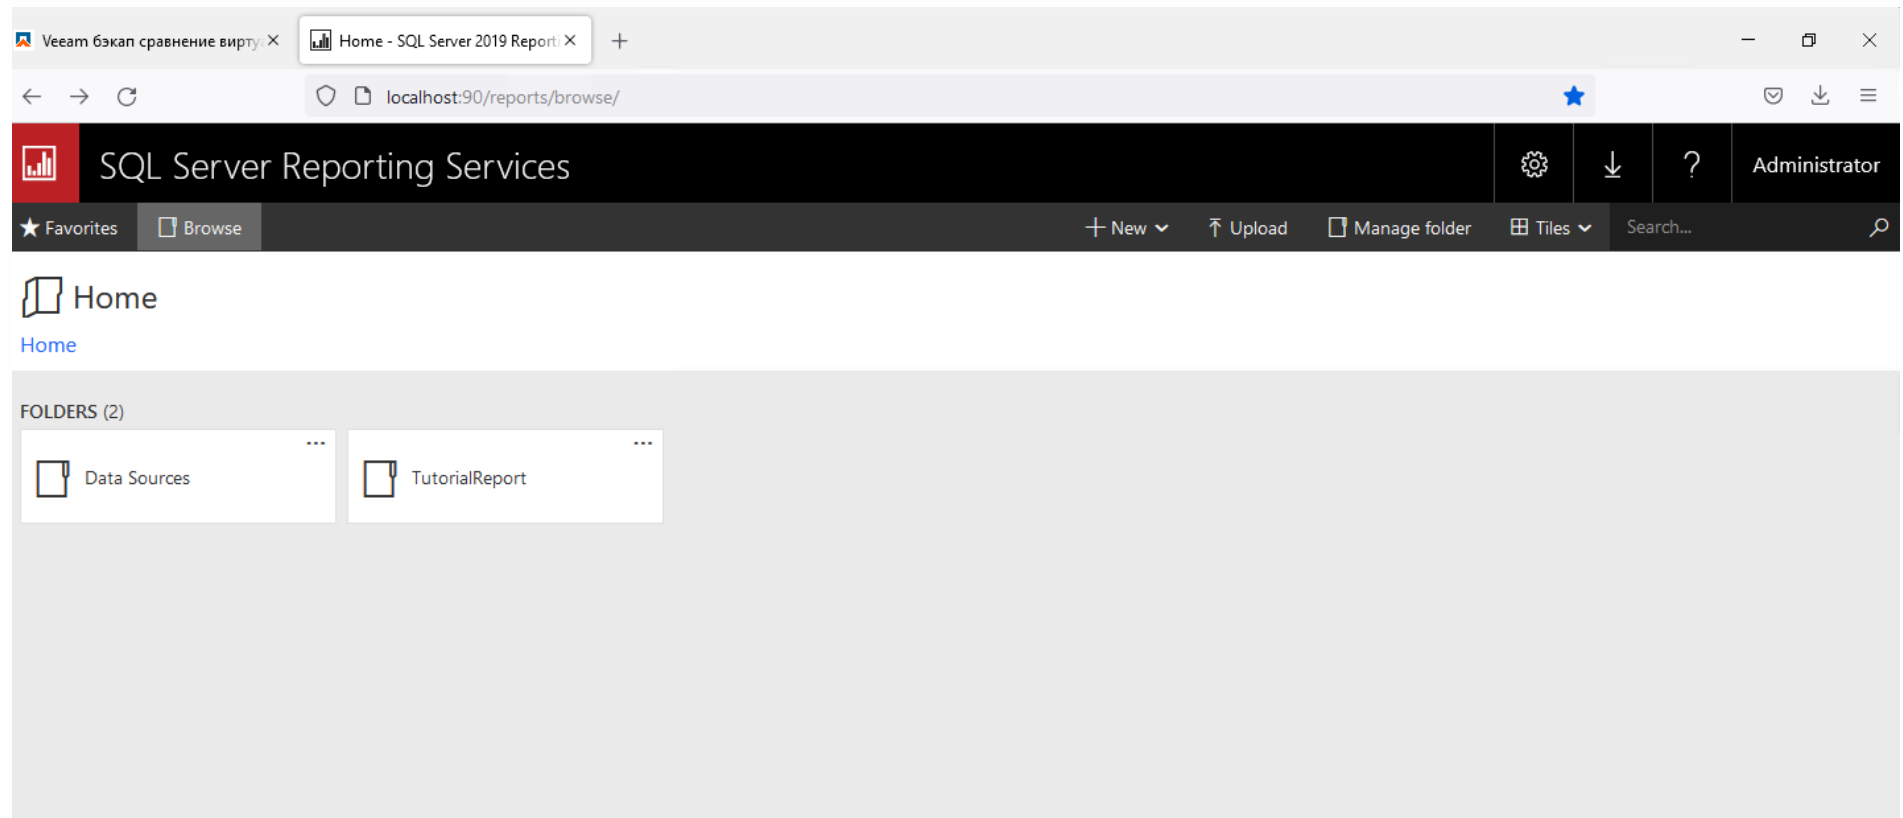 Veeam бэкап сравнение вирту
Home - SQL Server 2019 Reporti
localhost:90/reports/browse/
SQL Server Reporting Services
Administrator
Favorites
Browse
New
Upload
Manage folder
Tiles
Search...
Home
Home
FOLDERS (2)
Data Sources
TutorialReport